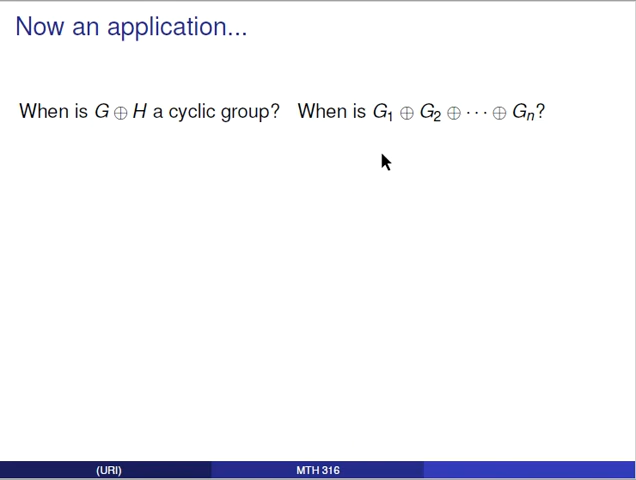 Now an application...
When is G ⊕ H a cyclic group? When is G₁ ⊕ G₂ ⊕ ⋯ ⊕ Gₙ?
(URI) MTH 316